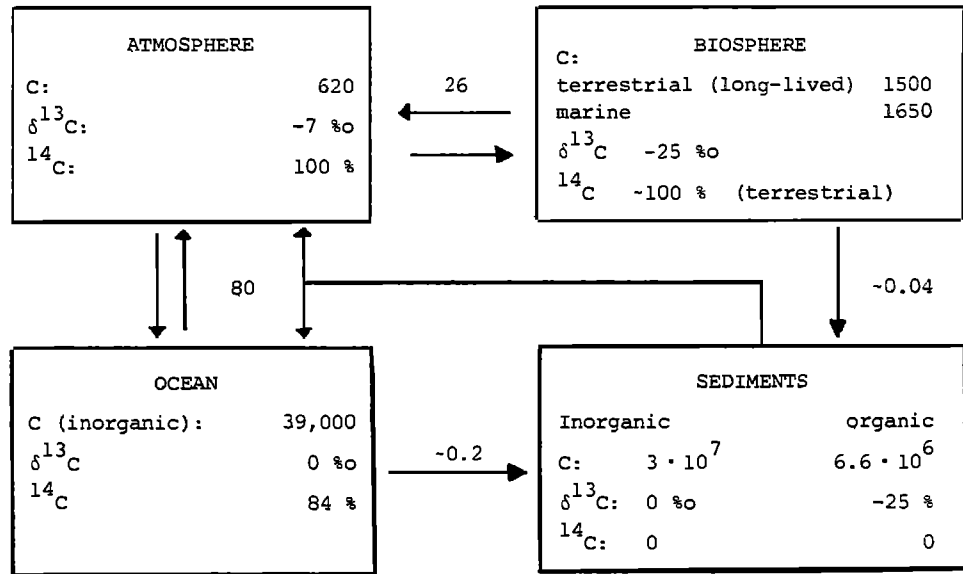 ATMOSPHERE
C: 620
δ13C: -7 %o
14C: 100 %
26
BIOSPHERE
C:
terrestrial (long-lived) 1500
marine 1650
δ13C -25 %o
14C ~100 % (terrestrial)
80
~0.04
OCEAN
C (inorganic): 39,000
δ13C 0 %o
14C 84 %
~0.2
SEDIMENTS
Inorganic organic
C: 3 · 10^7 6.6 · 10^6
δ13C: 0 %o -25 %
14C: 0 0